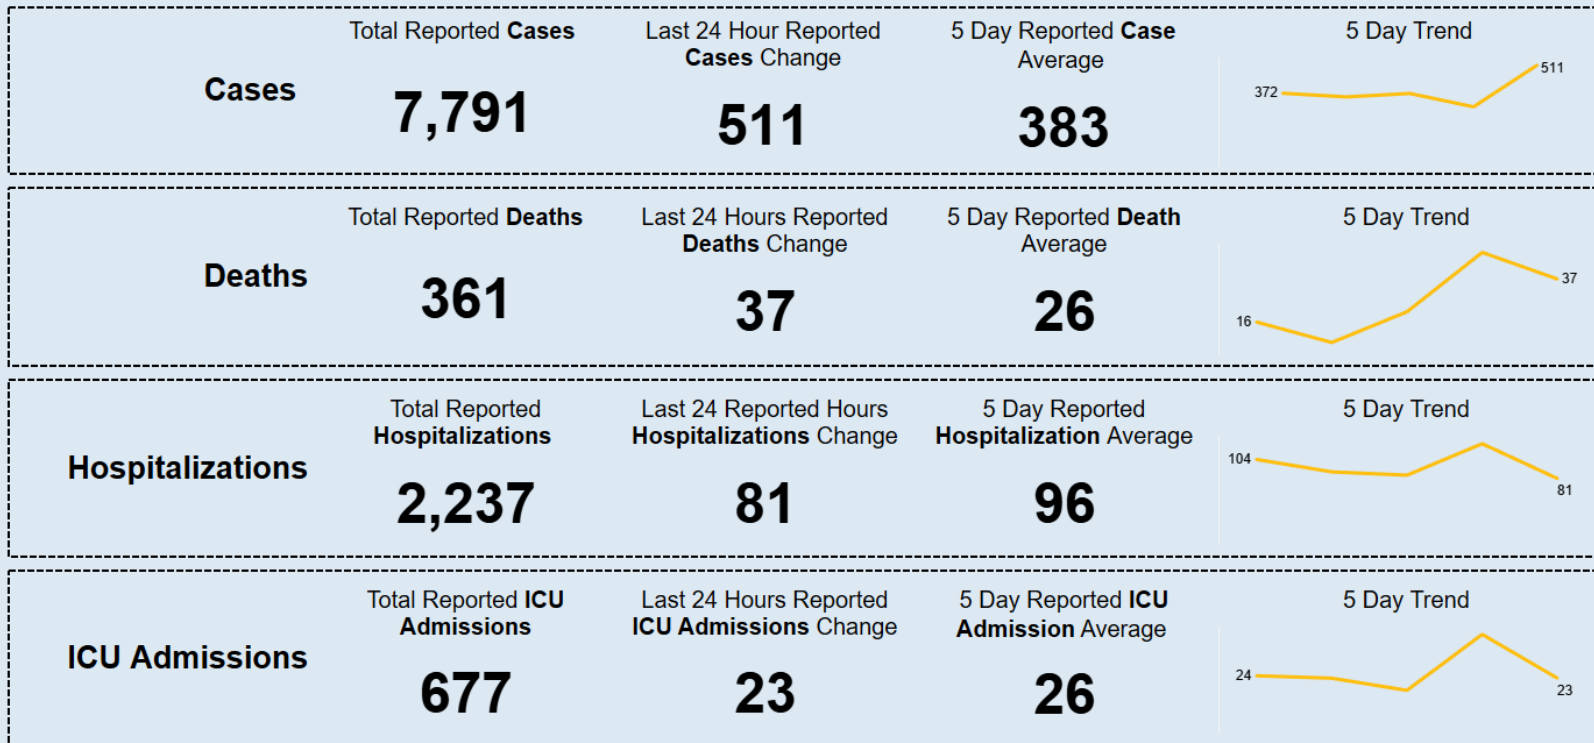 Cases
Total Reported Cases
7,791
Last 24 Hour Reported
Cases Change
511
5 Day Reported Case
Average
383
5 Day Trend
372
511
Deaths
Total Reported Deaths
361
Last 24 Hours Reported
Deaths Change
37
5 Day Reported Death
Average
26
5 Day Trend
16
37
Hospitalizations
Total Reported
Hospitalizations
2,237
Last 24 Reported Hours
Hospitalizations Change
81
5 Day Reported
Hospitalization Average
96
5 Day Trend
104
81
ICU Admissions
Total Reported ICU
Admissions
677
Last 24 Hours Reported
ICU Admissions Change
23
5 Day Reported ICU
Admission Average
26
5 Day Trend
24
23